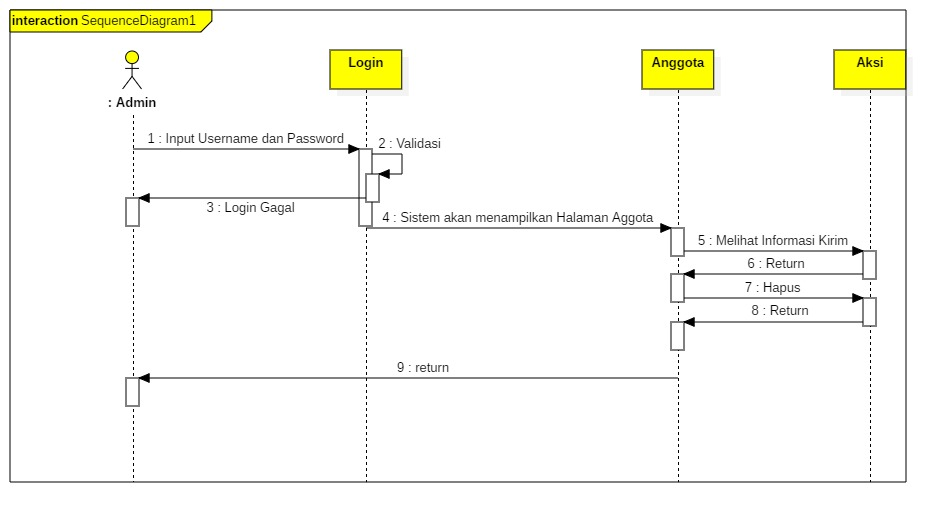 interaction SequenceDiagram1
: Admin
Login
Anggota
Aksi
1 : Input Username dan Password
2 : Validasi
3 : Login Gagal
4 : Sistem akan menampilkan Halaman Aggota
5 : Melihat Informasi Kirim
6 : Return
7 : Hapus
8 : Return
9 : return